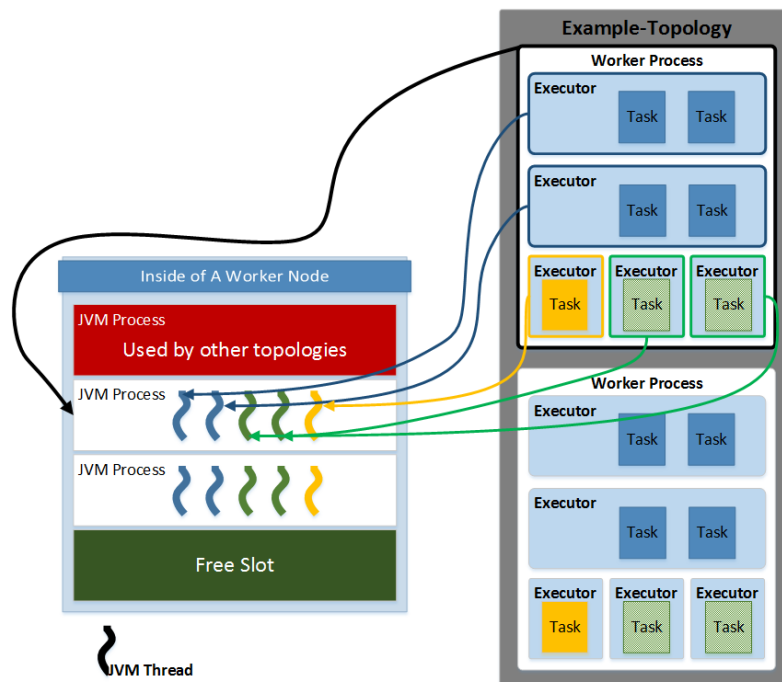 Example-Topology
Worker Process
Executor
Task Task
Executor
Task Task
Executor Executor Executor
Task Task Task
Inside of A Worker Node
JVM Process
Used by other topologies
JVM Process
JVM Process
Free Slot
JVM Thread
Worker Process
Executor
Task Task
Executor
Task Task
Executor Executor Executor
Task Task Task